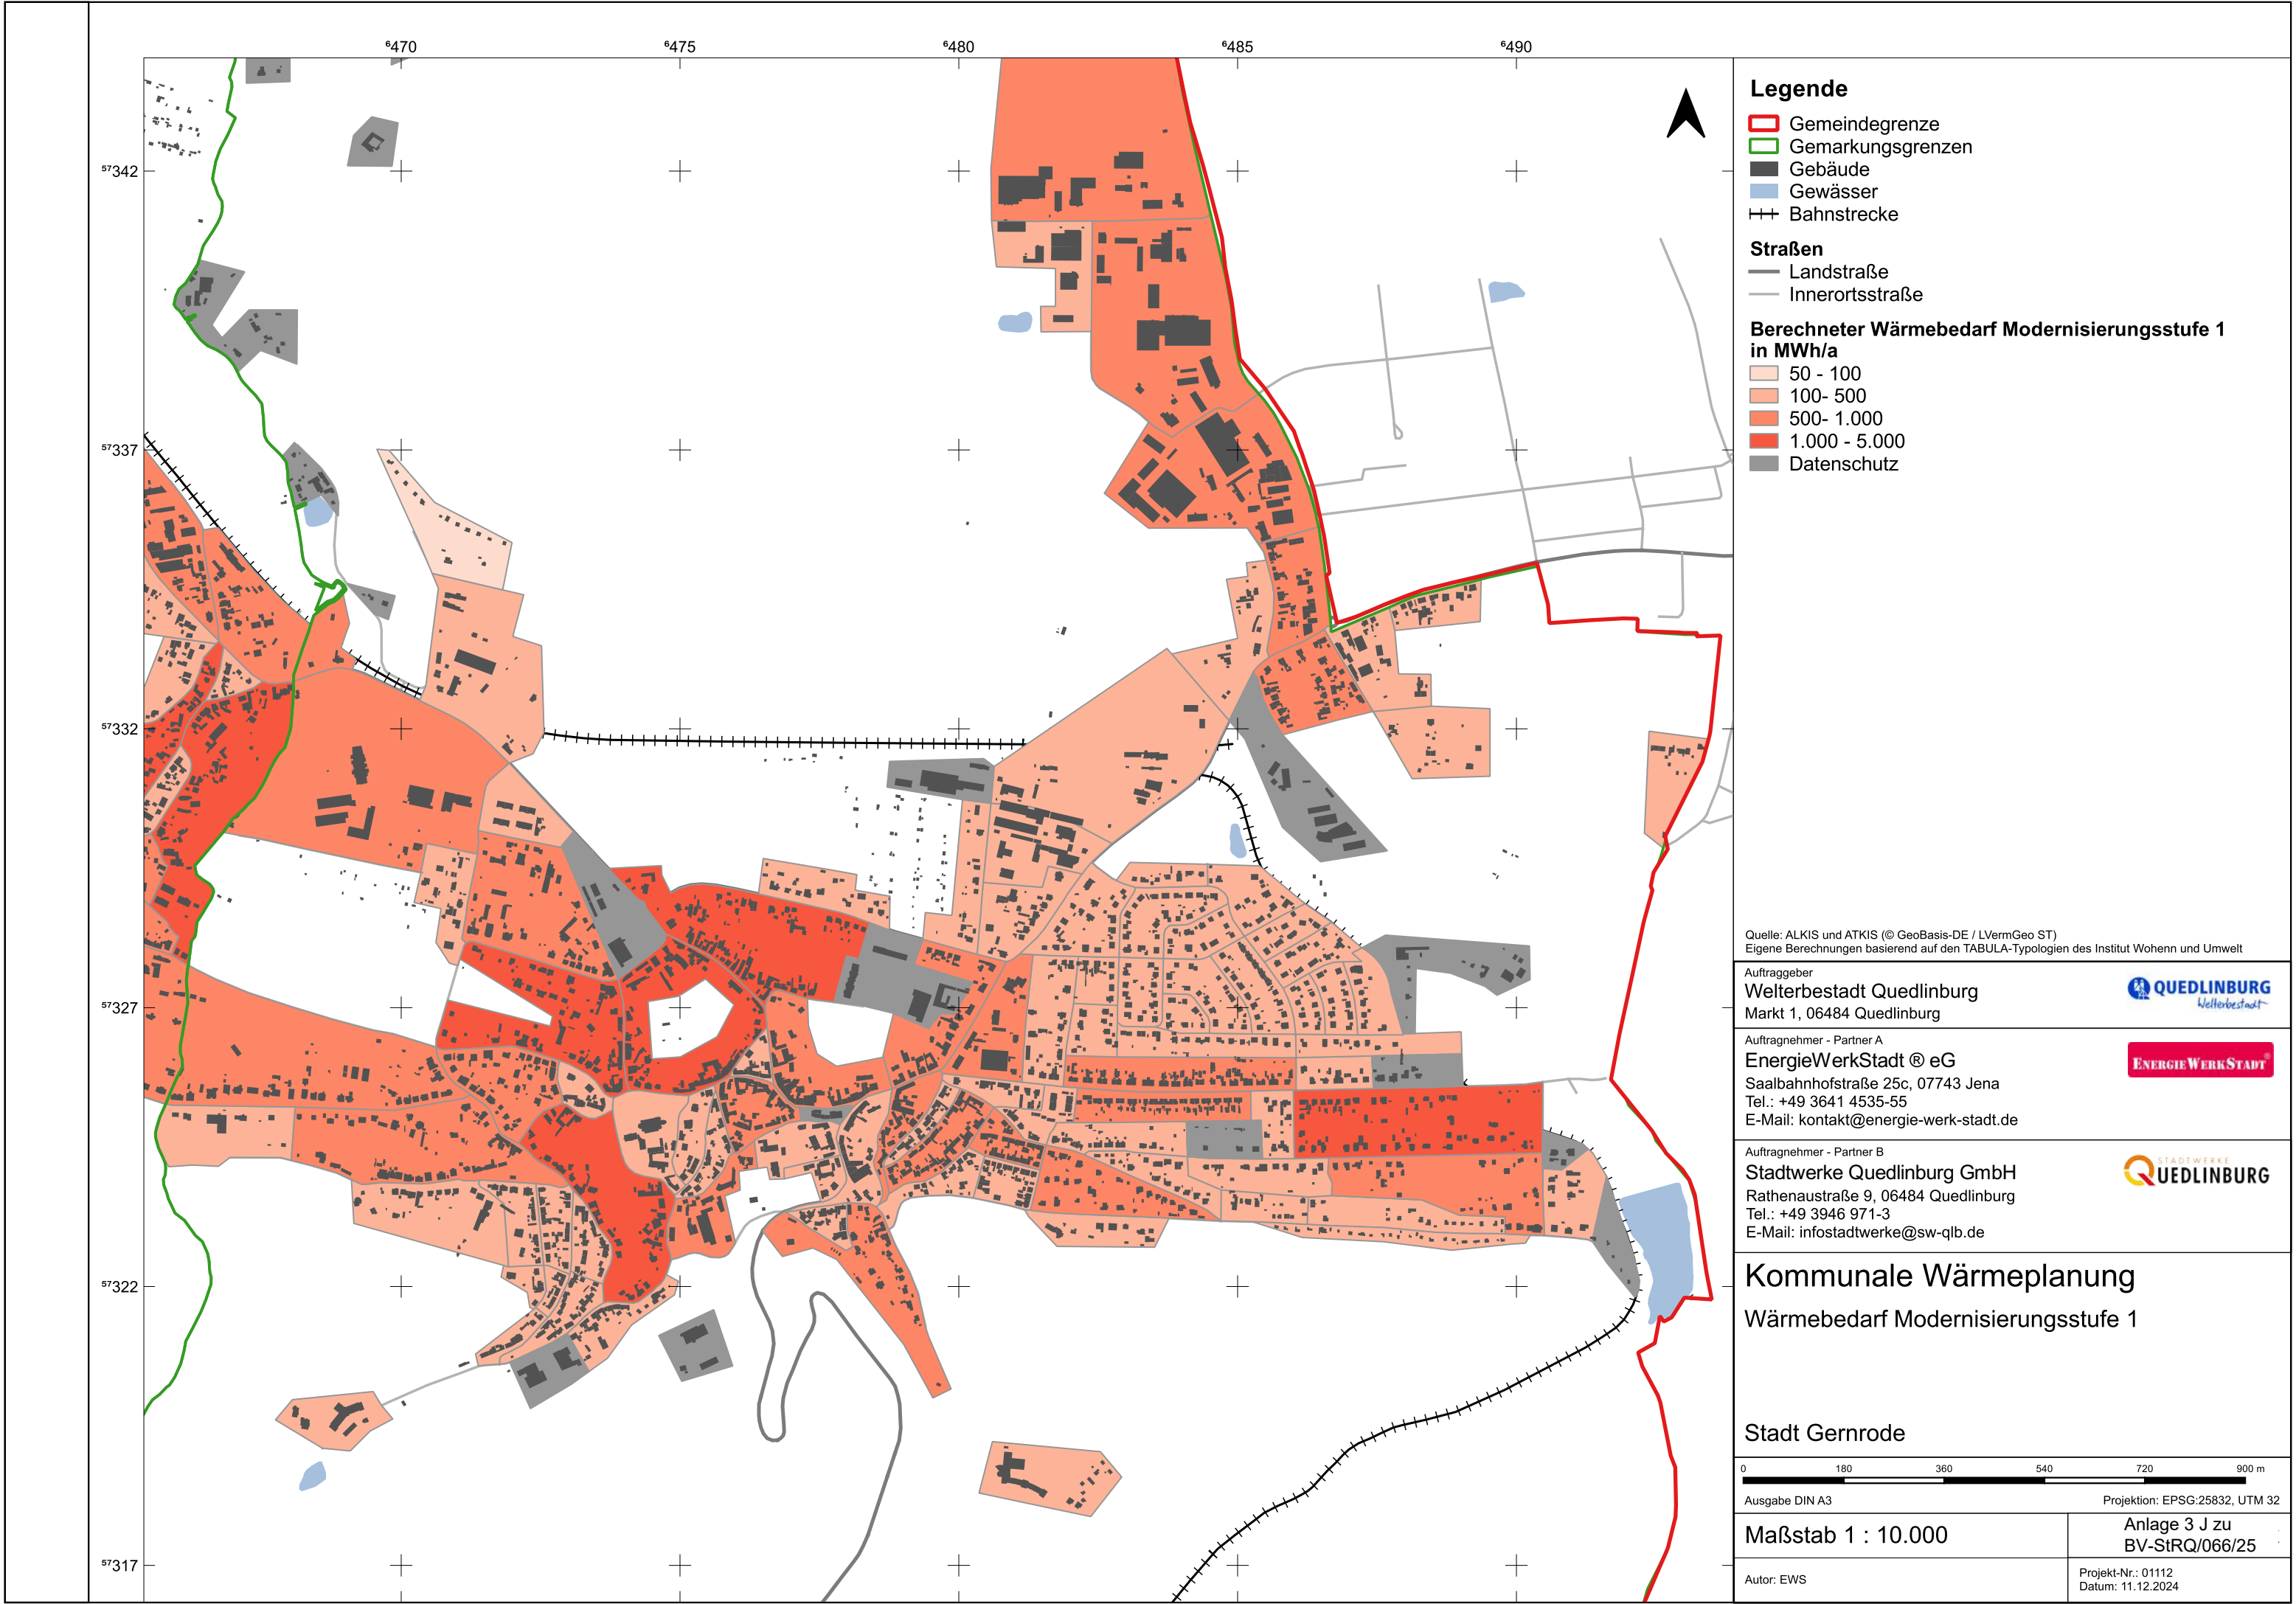 ⁶470
⁶475
⁶480
⁶485
⁶490
⁵⁷342
⁵⁷337
⁵⁷332
⁵⁷327
⁵⁷322
⁵⁷317
Legende
Gemeindegrenze
Gemarkungsgrenzen
Gebäude
Gewässer
Bahnstrecke
Straßen
Landstraße
Innerortsstraße
Berechneter Wärmebedarf Modernisierungsstufe 1
in MWh/a
50 - 100
100- 500
500- 1.000
1.000 - 5.000
Datenschutz
Quelle: ALKIS und ATKIS (© GeoBasis-DE / LVermGeo ST)
Eigene Berechnungen basierend auf den TABULA-Typologien des Institut Wohenn und Umwelt
Auftraggeber
Welterbestadt Quedlinburg
Markt 1, 06484 Quedlinburg
QUEDLINBURG
Welterbestadt
Auftragnehmer - Partner A
EnergieWerkStadt ® eG
Saalbahnhofstraße 25c, 07743 Jena
Tel.: +49 3641 4535-55
E-Mail: kontakt@energie-werk-stadt.de
ENERGIEWERKSTADT®
Auftragnehmer - Partner B
Stadtwerke Quedlinburg GmbH
Rathenaustraße 9, 06484 Quedlinburg
Tel.: +49 3946 971-3
E-Mail: infostadtwerke@sw-qlb.de
STADTWERKE
QUEDLINBURG
Kommunale Wärmeplanung
Wärmebedarf Modernisierungsstufe 1
Stadt Gernrode
0 180 360 540 720 900 m
Ausgabe DIN A3
Projektion: EPSG:25832, UTM 32
Maßstab 1 : 10.000
Anlage 3 J zu
BV-StRQ/066/25
Autor: EWS
Projekt-Nr.: 01112
Datum: 11.12.2024